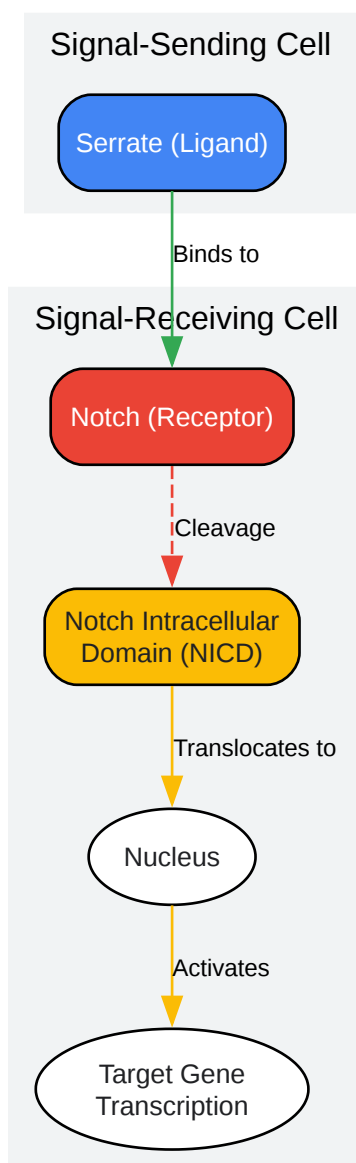 Signal-Sending Cell
Serrate (Ligand)
Binds to
Signal-Receiving Cell
Notch (Receptor)
Cleavage
Notch Intracellular
Domain (NICD)
Translocates to
Nucleus
Activates
Target Gene
Transcription